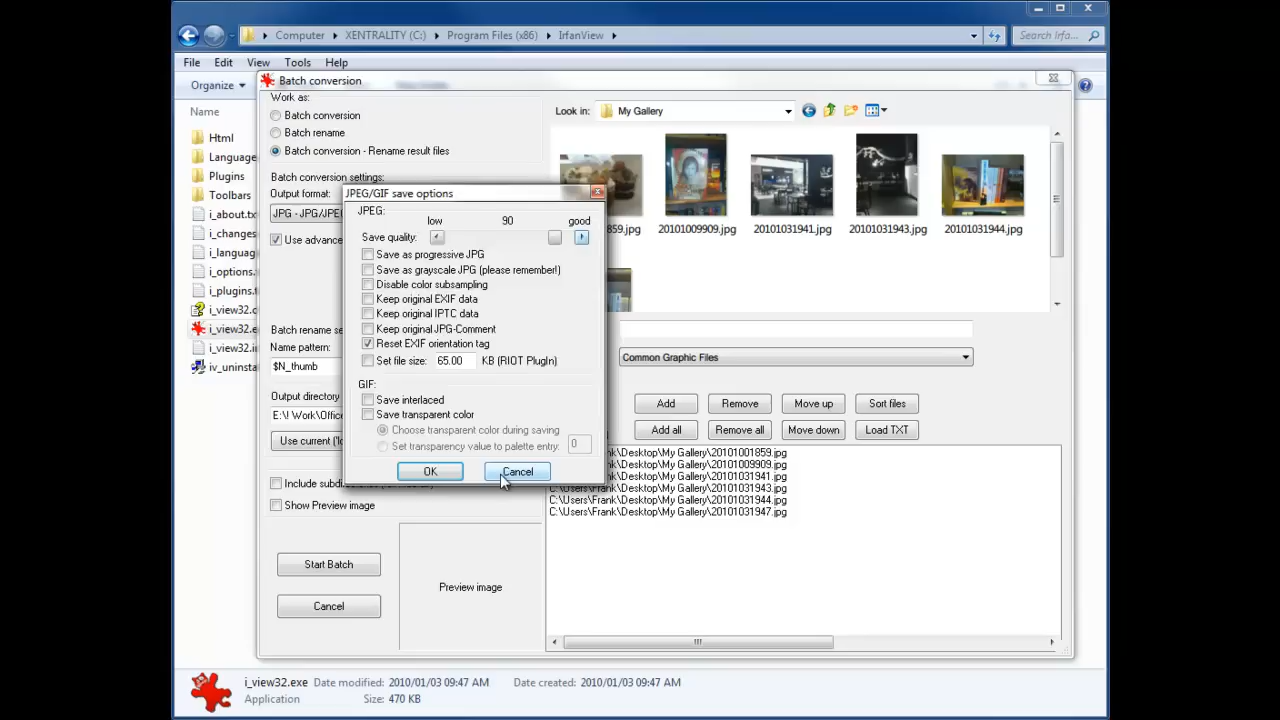 Computer XENTRALITY (C:) Program Files (x86) IrfanView
Search Irfa...
File Edit View Tools Help
Organize
Batch conversion
Name
Html
Language
Plugins
Toolbars
i_about.tx
i_changes
i_languag
i_options.
i_plugins.t
i_view32.
i_view32.e
i_view32.in
iv_uninsta
Work as:
Batch conversion
Batch rename
Batch conversion - Rename result files
Batch conversion settings:
Output format:
JPG - JPG/JPE
Use advance
Batch rename se
Name pattern:
$N_thumb
Output directory
E:\! Work\Office
Use current ('lo
Include subdi
Show Preview image
Start Batch
Cancel
Preview image
JPEG/GIF save options
JPEG:
low 90 good
Save quality:
Save as progressive JPG
Save as grayscale JPG (please remember!)
Disable color subsampling
Keep original EXIF data
Keep original IPTC data
Keep original JPG-Comment
Reset EXIF orientation tag
Set file size: 65.00 KB (RIOT PlugIn)
GIF:
Save interlaced
Save transparent color
Choose transparent color during saving
Set transparency value to palette entry: 0
OK Cancel
Look in: My Gallery
859.jpg 20101009909.jpg 20101031941.jpg 20101031943.jpg 20101031944.jpg
Common Graphic Files
Add Remove Move up Sort files
Add all Remove all Move down Load TXT
nk\Desktop\My Gallery\20101001859.jpg
nk\Desktop\My Gallery\20101009909.jpg
nk\Desktop\My Gallery\20101031941.jpg
C:\Users\Frank\Desktop\My Gallery\20101031943.jpg
C:\Users\Frank\Desktop\My Gallery\20101031944.jpg
C:\Users\Frank\Desktop\My Gallery\20101031947.jpg
i_view32.exe Date modified: 2010/01/03 09:47 AM Date created: 2010/01/03 09:47 AM
Application Size: 470 KB